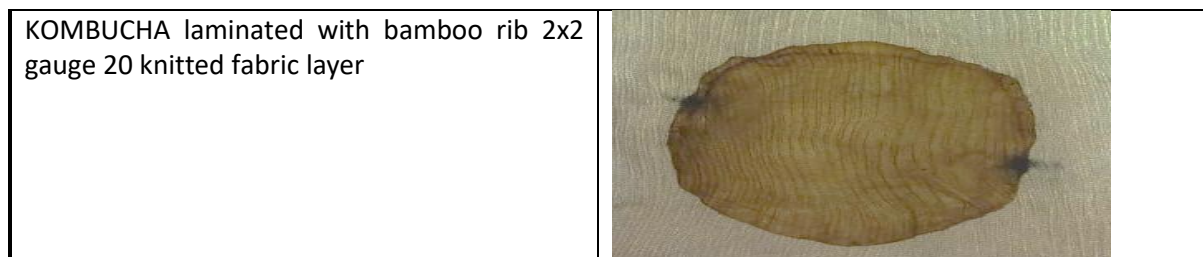 KOMBUCHA laminated with bamboo rib 2x2
gauge 20 knitted fabric layer